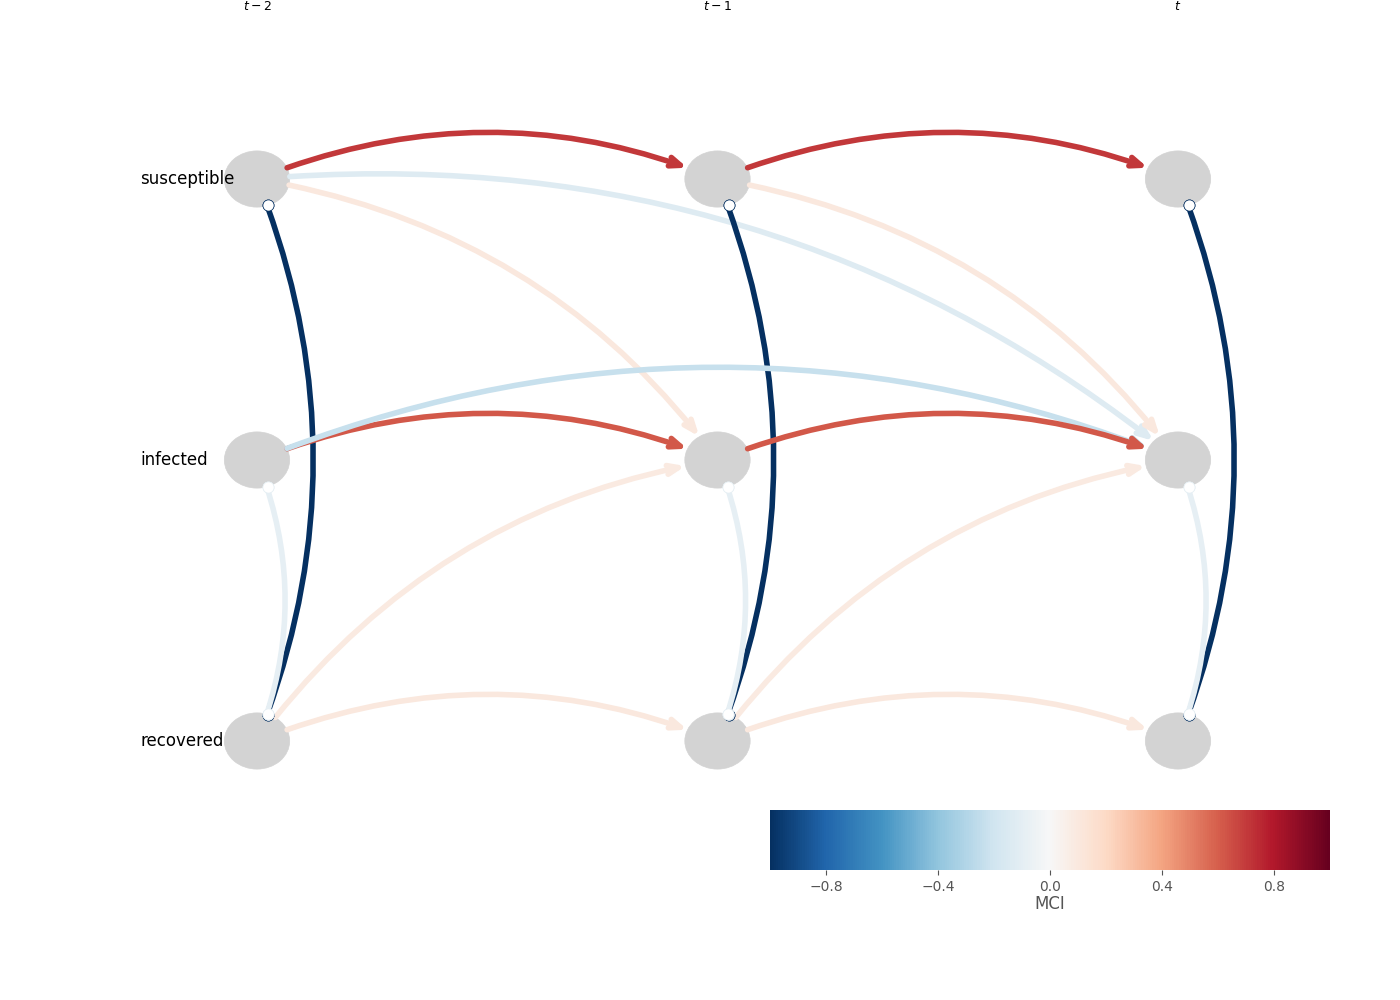 t − 2 t − 1 t
susceptible
infected
recovered
−0.8 −0.4 0.0 0.4 0.8
MCI